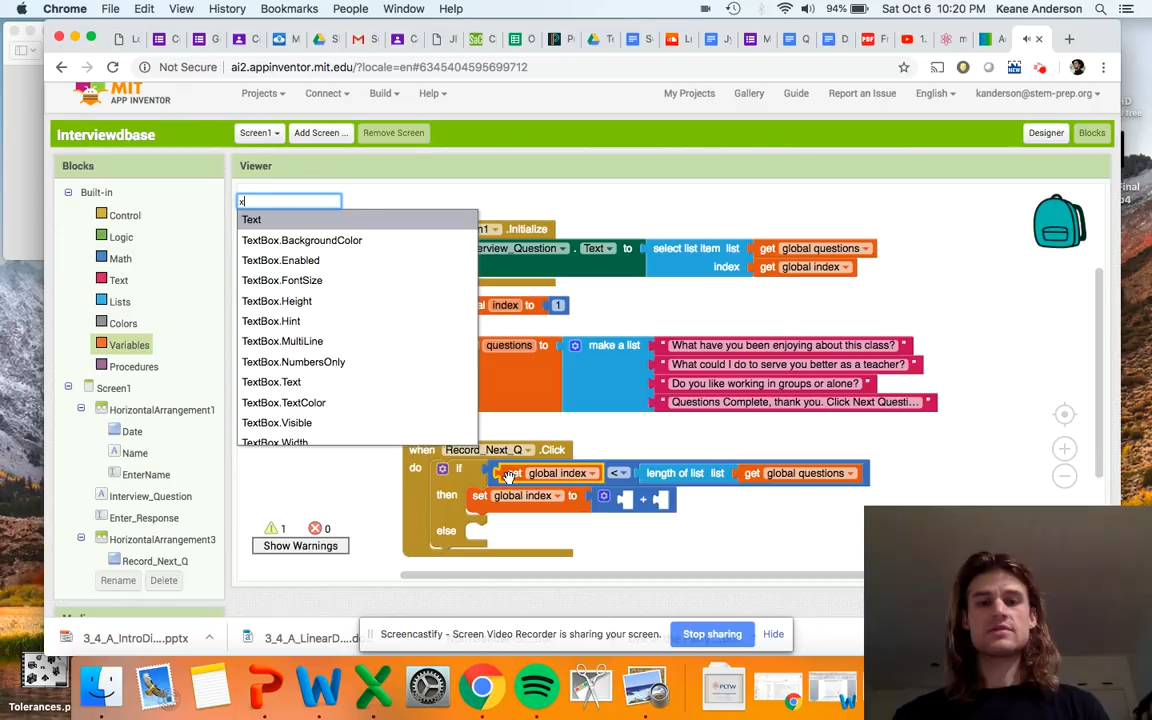 Chrome File Edit View History Bookmarks People Window Help 94% Sat Oct 6 10:20 PM Keane Anderson
Not Secure ai2.appinventor.mit.edu/?locale=en#6345404595699712
MIT
APP INVENTOR
Projects Connect Build Help My Projects Gallery Guide Report an Issue English kanderson@stem-prep.org
Interviewdbase Screen1 Add Screen ... Remove Screen Designer Blocks
Blocks Viewer
Built-in
Control
Logic
Math
Text
Lists
Colors
Variables
Procedures
Screen1
HorizontalArrangement1
Date
Name
EnterName
Interview_Question
Enter_Response
HorizontalArrangement3
Record_Next_Q
Rename Delete
x
Text
TextBox.BackgroundColor
TextBox.Enabled
TextBox.FontSize
TextBox.Height
TextBox.Hint
TextBox.MultiLine
TextBox.NumbersOnly
TextBox.Text
TextBox.TextColor
TextBox.Visible
TextBox.Width
.Initialize
Text to select list item list get global questions
index get global index
index to 1
questions to make a list " What have you been enjoying about this class? "
" What could I do to serve you better as a teacher? "
" Do you like working in groups or alone? "
" Questions Complete, thank you. Click Next Questi... "
when Record_Next_Q .Click
do if get global index < length of list list get global questions
then set global index to +
else
1 0
Show Warnings
3_4_A_IntroDi....pptx 3_4_A_LinearD....do
Screencastify - Screen Video Recorder is sharing your screen. Stop sharing Hide
Tolerances.p